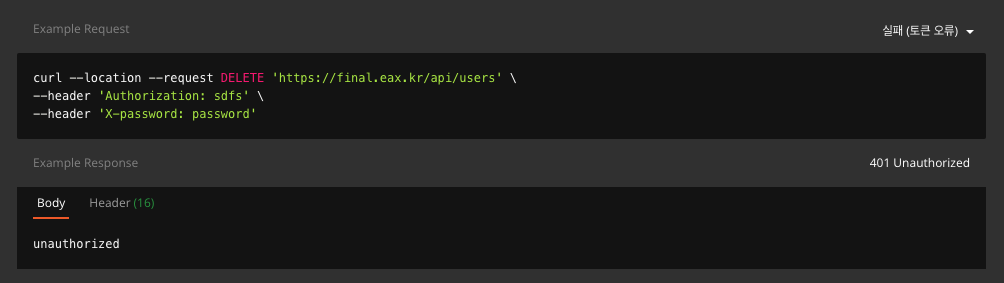 Example Request
실패 (토큰 오류)
curl --location --request DELETE 'https://final.eax.kr/api/users' \
--header 'Authorization: sdfs' \
--header 'X-password: password'
Example Response
401 Unauthorized
Body
Header (16)
unauthorized